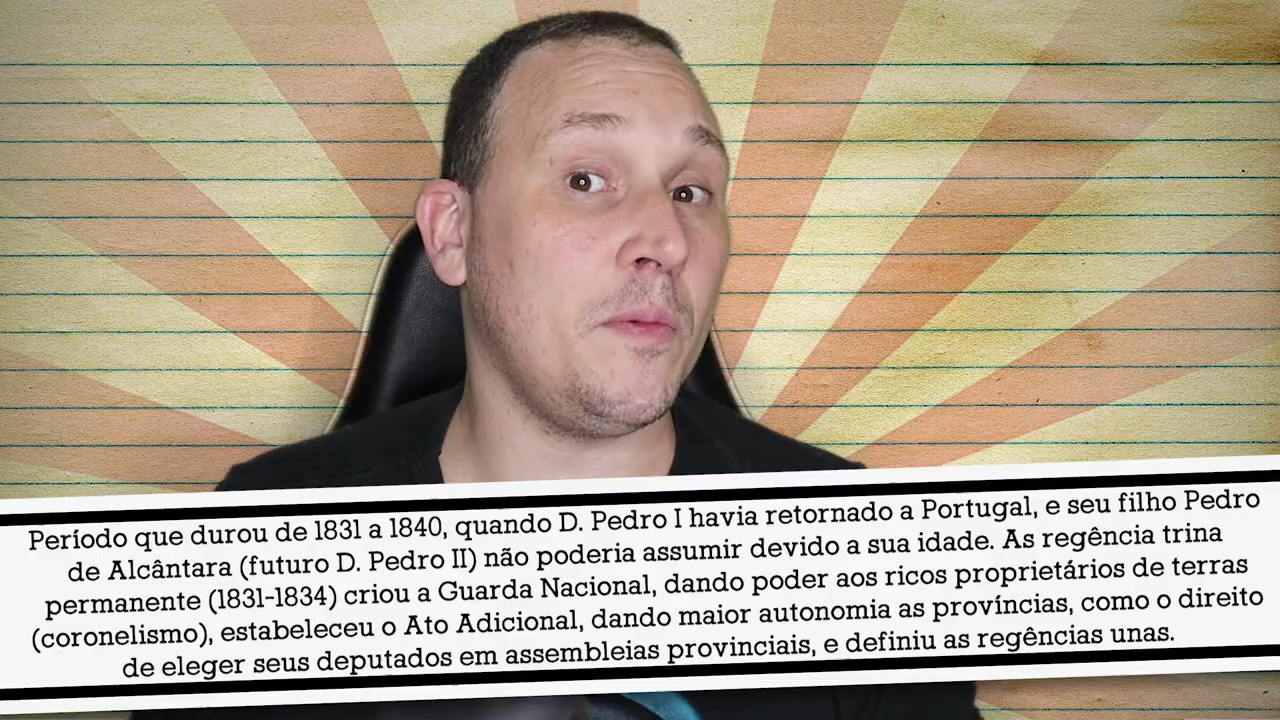 Período que durou de 1831 a 1840, quando D. Pedro I havia retornado a Portugal, e seu filho Pedro
de Alcântara (futuro D. Pedro II) não poderia assumir devido a sua idade. As regência trina
permanente (1831-1834) criou a Guarda Nacional, dando poder aos ricos proprietários de terras
(coronelismo), estabeleceu o Ato Adicional, dando maior autonomia as províncias, como o direito
de eleger seus deputados em assembleias provinciais, e definiu as regências unas.